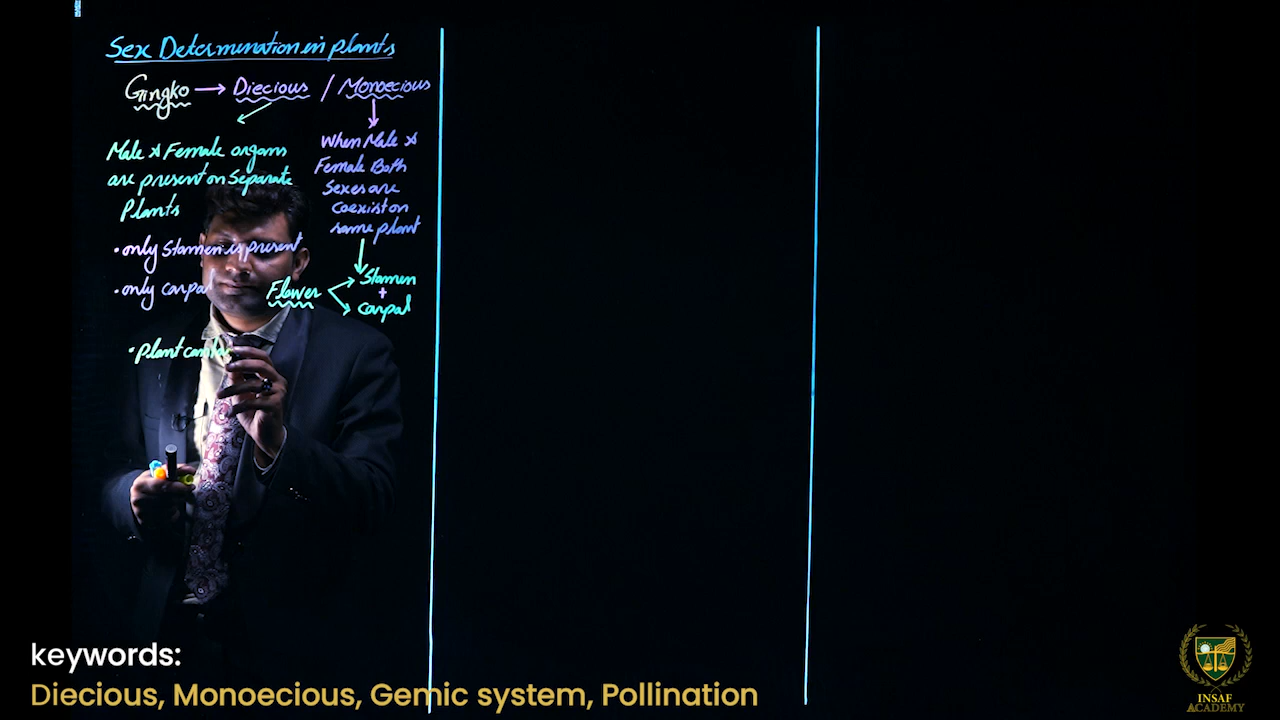 Sex Determination in plants
Gingko → Diecious / Monoecious
Male & Female organs
are present on Separate
Plants
• only Stamen is present
• only carpal
When Male &
Female Both
Sexes are
Coexist on
same plant
Flower
Stamen
+
Carpal
• Plant can
keywords:
Diecious, Monoecious, Gemic system, Pollination
INSAF
ACADEMY